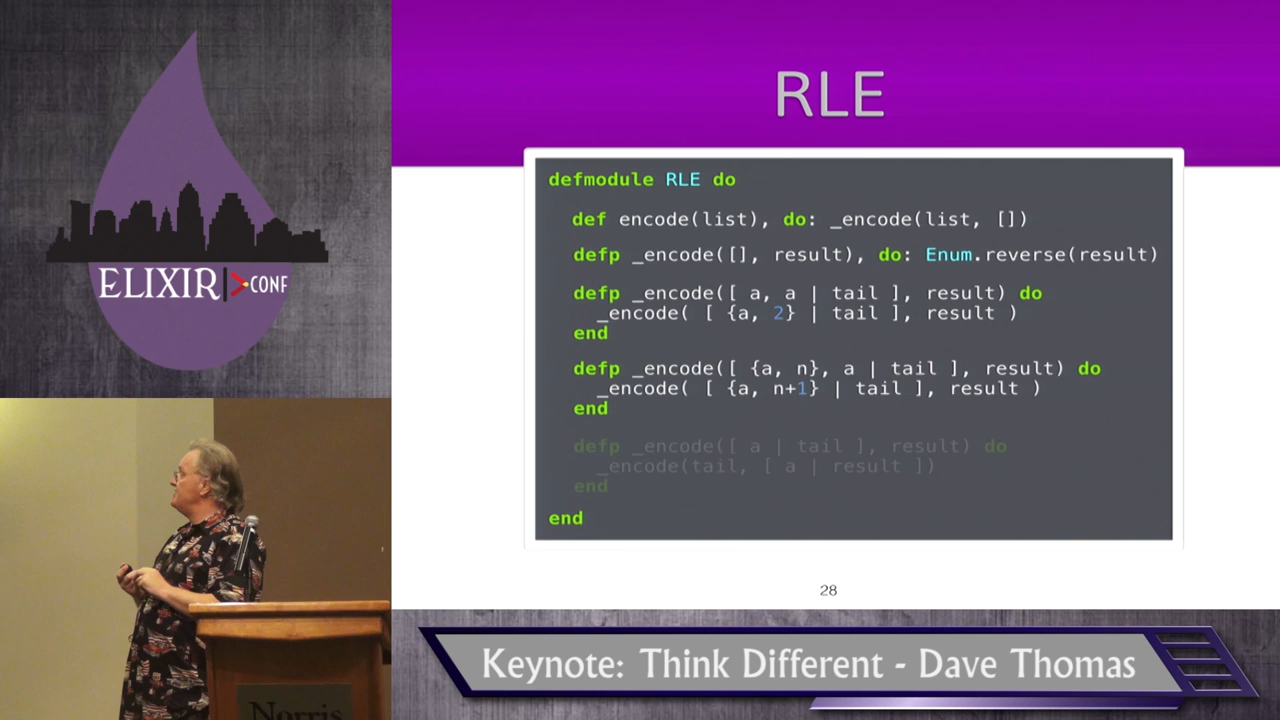 ELIXIR CONF
RLE
defmodule RLE do
def encode(list), do: _encode(list, [])
defp _encode([], result), do: Enum.reverse(result)
defp _encode([ a, a | tail ], result) do
_encode( [ {a, 2} | tail ], result )
end
defp _encode([ {a, n}, a | tail ], result) do
_encode( [ {a, n+1} | tail ], result )
end
defp _encode([ a | tail ], result) do
_encode(tail, [ a | result ])
end
end
28
Norris
Keynote: Think Different - Dave Thomas